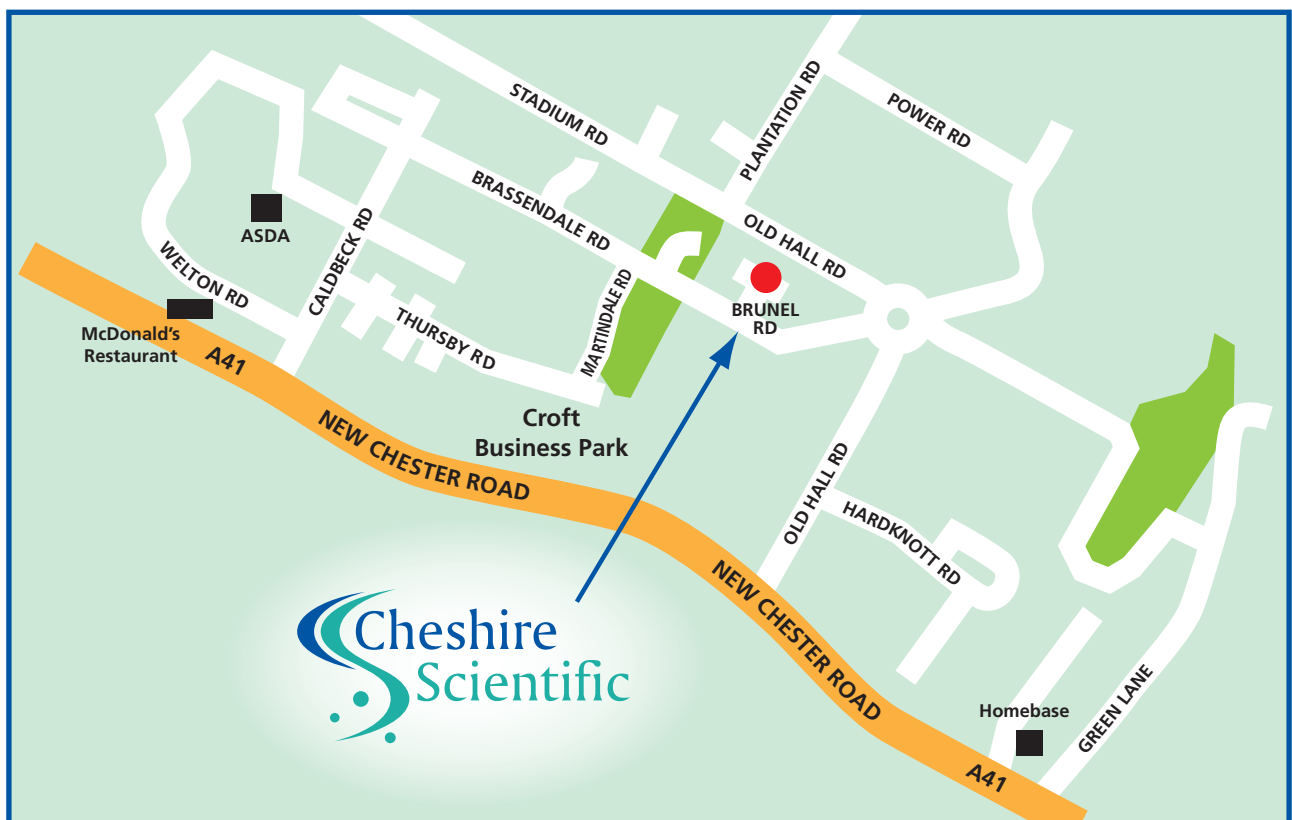 STADIUM RD
PLANTATION RD
POWER RD
BRASSENDALE RD
OLD HALL RD
ASDA
CALDBECK RD
WELTON RD
MARTINDALE RD
BRUNEL
RD
McDonald's
Restaurant
A41
THURSBY RD
Croft
Business Park
NEW CHESTER ROAD
OLD HALL RD
HARDKNOTT RD
NEW CHESTER ROAD
Cheshire
Scientific
Homebase
GREEN LANE
A41